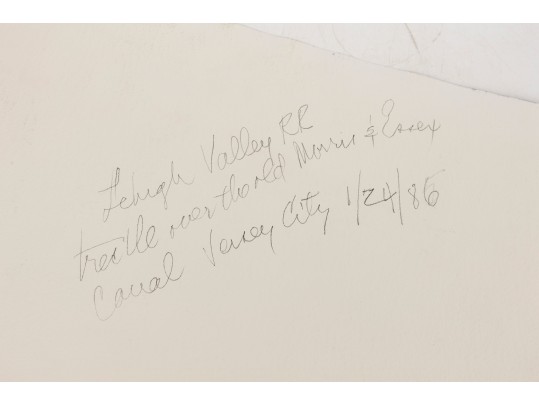 Lehigh Valley RR
trestle over the old Morris & Essex
Canal Jersey City 1/24/86